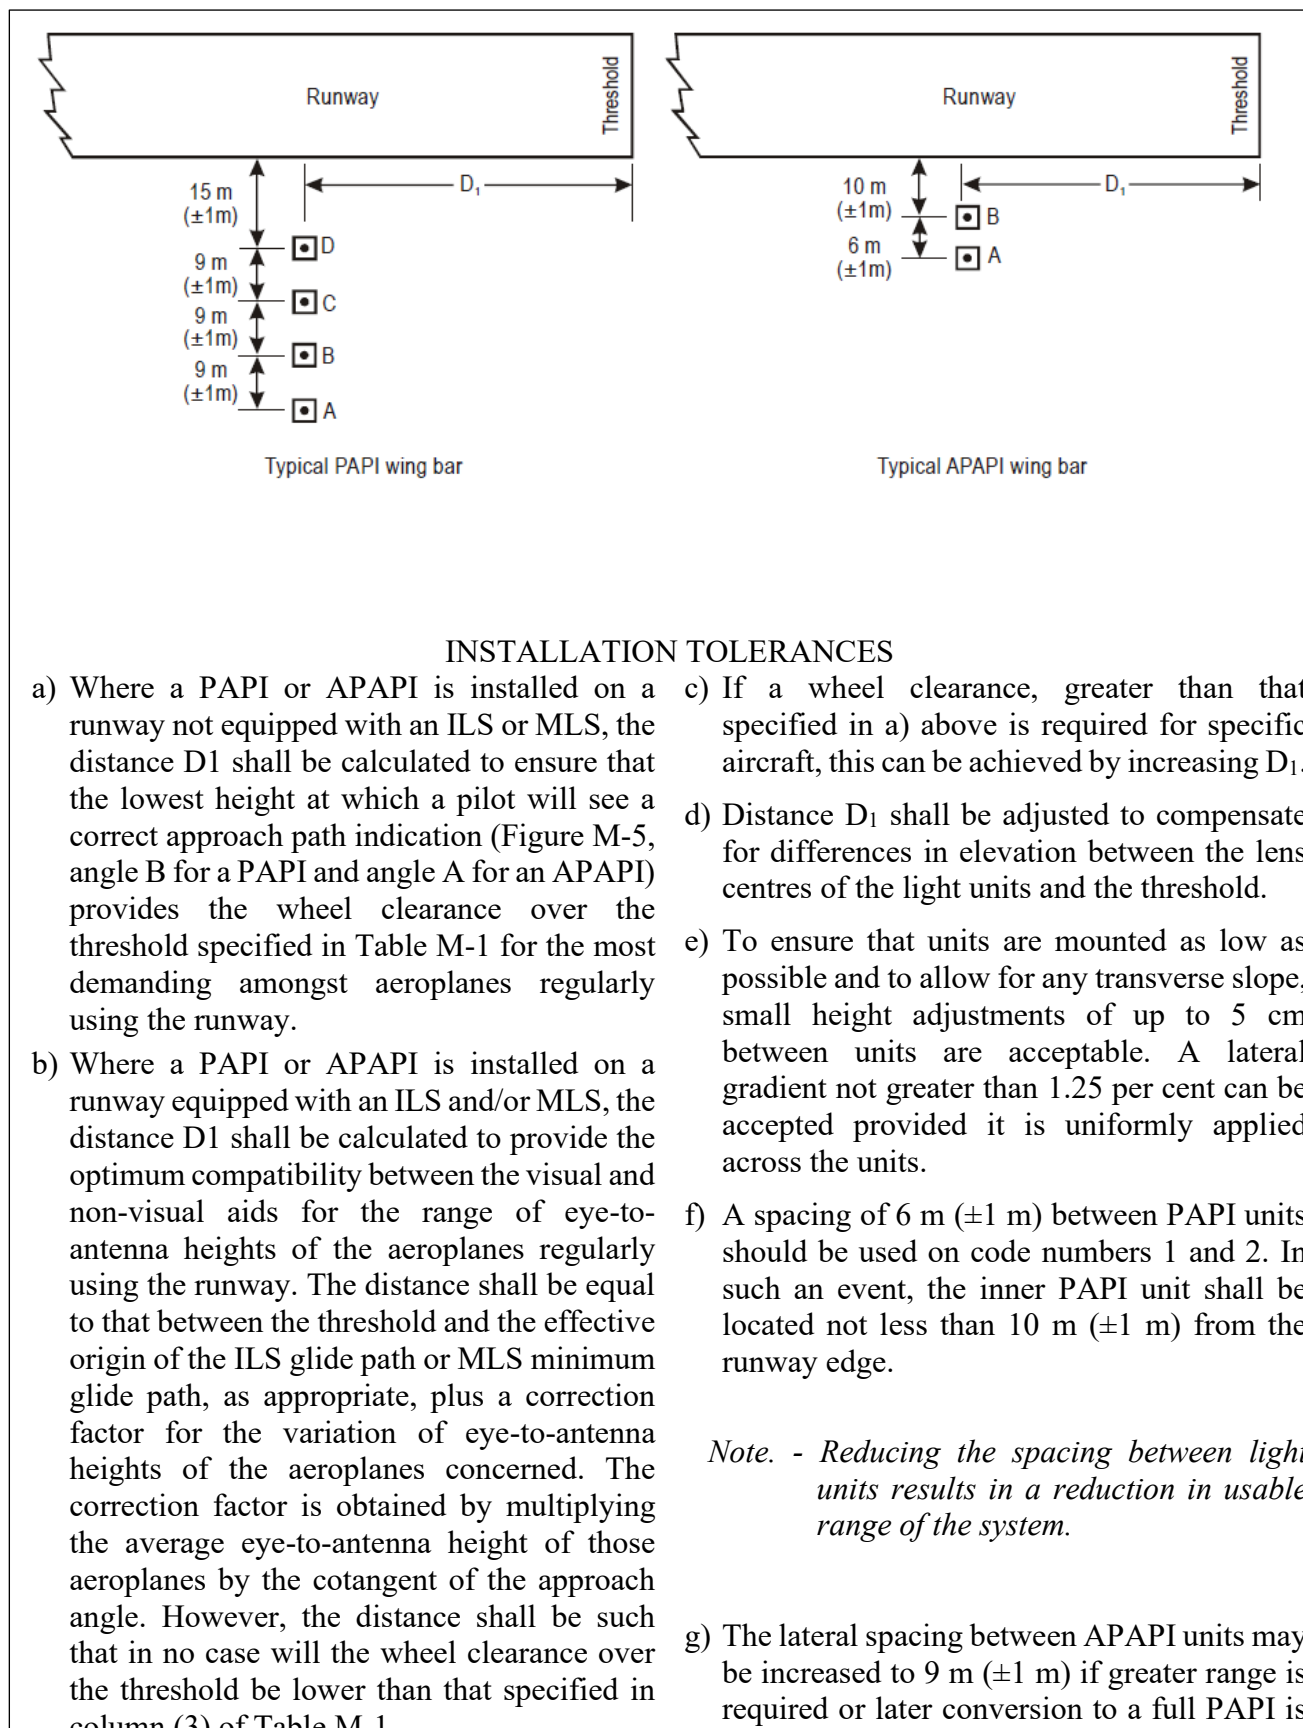 Runway
Threshold
15 m
(±1m)
D1
D
9 m
(±1m)
C
9 m
(±1m)
B
9 m
(±1m)
A
Typical PAPI wing bar
Runway
Threshold
10 m
(±1m)
D1
B
6 m
(±1m)
A
Typical APAPI wing bar
INSTALLATION TOLERANCES
a) Where a PAPI or APAPI is installed on a
runway not equipped with an ILS or MLS, the
distance D1 shall be calculated to ensure that
the lowest height at which a pilot will see a
correct approach path indication (Figure M-5,
angle B for a PAPI and angle A for an APAPI)
provides the wheel clearance over the
threshold specified in Table M-1 for the most
demanding amongst aeroplanes regularly
using the runway.
b) Where a PAPI or APAPI is installed on a
runway equipped with an ILS and/or MLS, the
distance D1 shall be calculated to provide the
optimum compatibility between the visual and
non-visual aids for the range of eye-to-
antenna heights of the aeroplanes regularly
using the runway. The distance shall be equal
to that between the threshold and the effective
origin of the ILS glide path or MLS minimum
glide path, as appropriate, plus a correction
factor for the variation of eye-to-antenna
heights of the aeroplanes concerned. The
correction factor is obtained by multiplying
the average eye-to-antenna height of those
aeroplanes by the cotangent of the approach
angle. However, the distance shall be such
that in no case will the wheel clearance over
the threshold be lower than that specified in
column (3) of Table M-1
c) If a wheel clearance, greater than that
specified in a) above is required for specific
aircraft, this can be achieved by increasing D1.
d) Distance D1 shall be adjusted to compensate
for differences in elevation between the lens
centres of the light units and the threshold.
e) To ensure that units are mounted as low as
possible and to allow for any transverse slope,
small height adjustments of up to 5 cm
between units are acceptable. A lateral
gradient not greater than 1.25 per cent can be
accepted provided it is uniformly applied
across the units.
f) A spacing of 6 m (±1 m) between PAPI units
should be used on code numbers 1 and 2. In
such an event, the inner PAPI unit shall be
located not less than 10 m (±1 m) from the
runway edge.
Note. - Reducing the spacing between light
units results in a reduction in usable
range of the system.
g) The lateral spacing between APAPI units may
be increased to 9 m (±1 m) if greater range is
required or later conversion to a full PAPI is